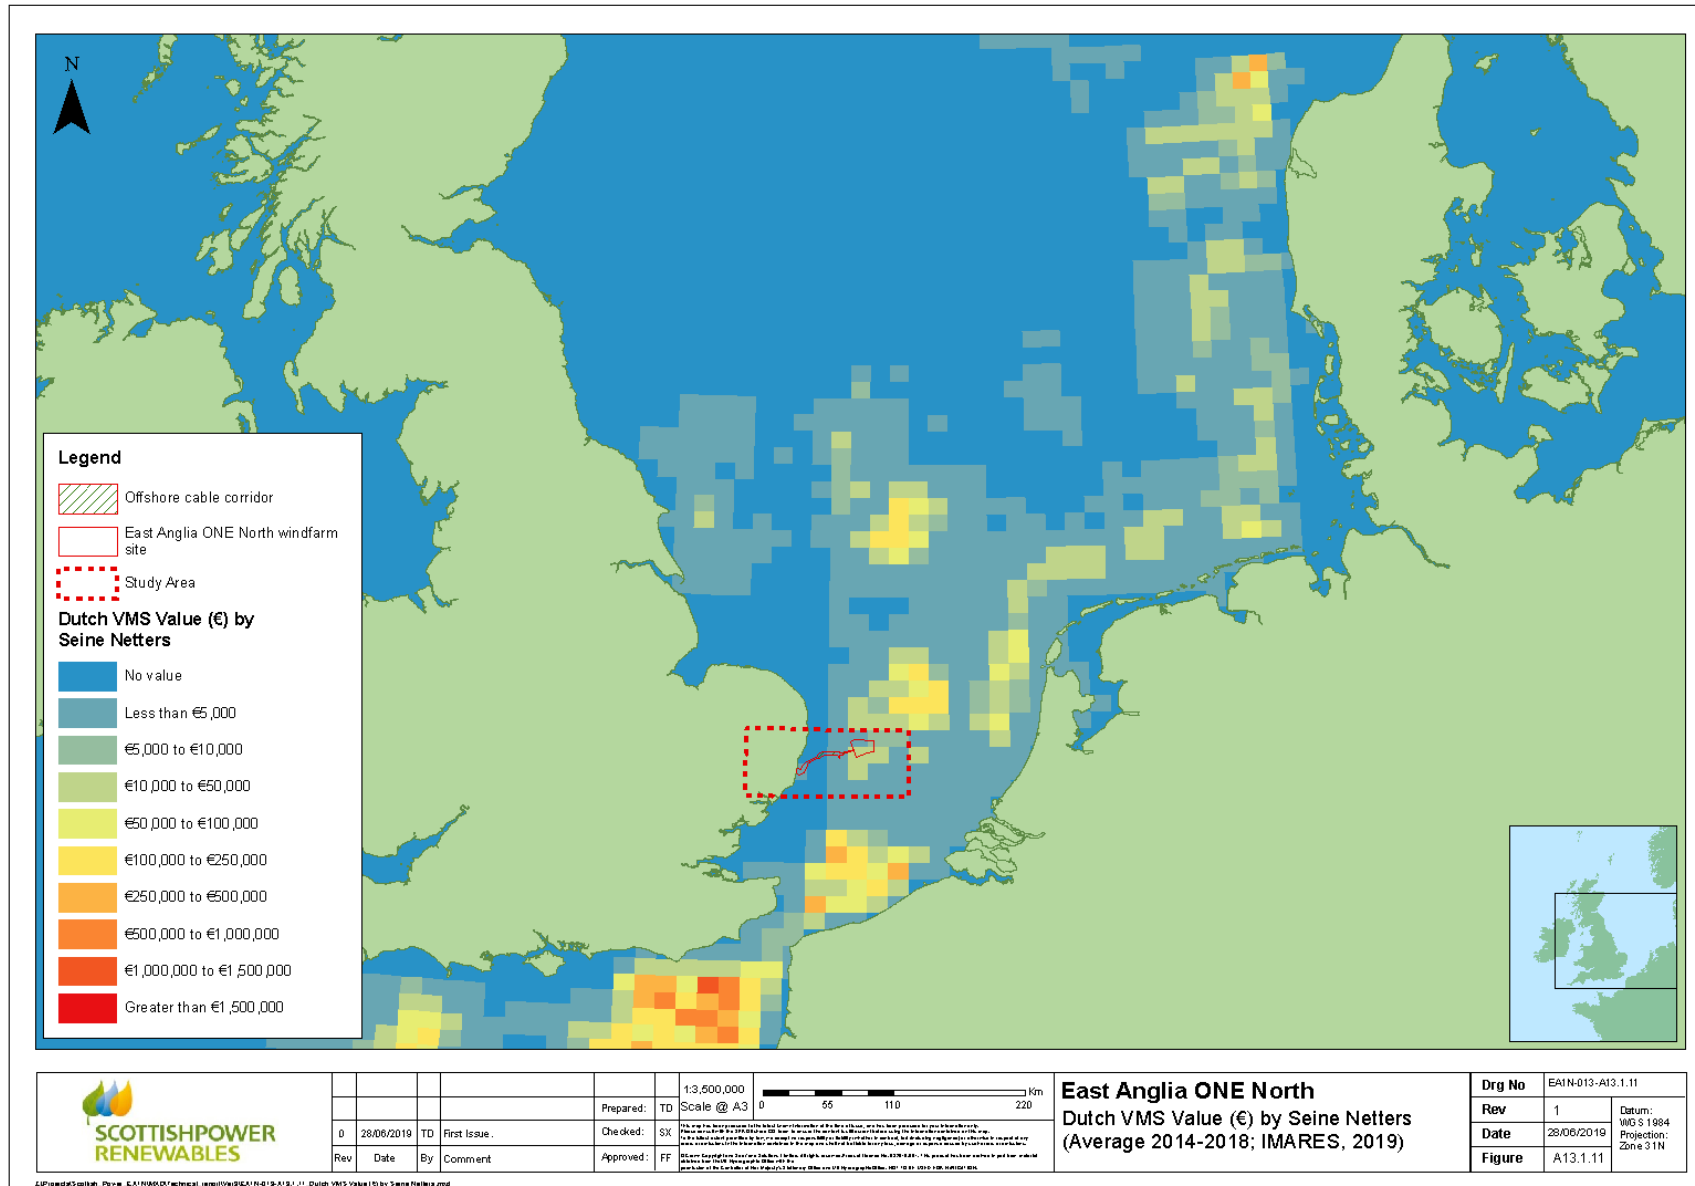 N
Legend
Offshore cable corridor
East Anglia ONE North windfarm
site
Study Area
Dutch VMS Value (€) by
Seine Netters
No value
Less than €5,000
€5,000 to €10,000
€10,000 to €50,000
€50,000 to €100,000
€100,000 to €250,000
€250,000 to €500,000
€500,000 to €1,000,000
€1,000,000 to €1,500,000
Greater than €1,500,000
SCOTTISHPOWER
RENEWABLES
0 28/06/2019 TD First Issue.
Rev Date By Comment
Prepared: TD
Checked: SX
Approved: FF
1:3,500,000
Scale @ A3
0 55 110 220 Km
East Anglia ONE North
Dutch VMS Value (€) by Seine Netters
(Average 2014-2018; IMARES, 2019)
Drg No EA1N-013-A13.1.11
Rev 1
Date 28/06/2019
Figure A13.1.11
Datum:
WGS 1984
Projection:
Zone 31N